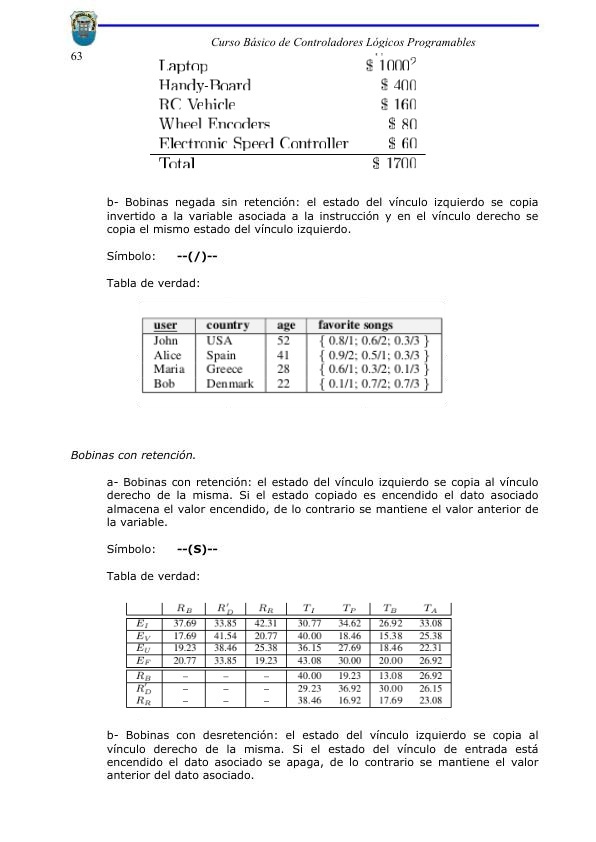 Curso Básico de Controladores Lógicos Programables
63
Laptop $ 1000²
Handy-Board $ 400
RC Vehicle $ 160
Wheel Encoders $ 80
Electronic Speed Controller $ 60
Total $ 1700
b- Bobinas negada sin retención: el estado del vínculo izquierdo se copia
invertido a la variable asociada a la instrucción y en el vínculo derecho se
copia el mismo estado del vínculo izquierdo.
Símbolo: --(/)--
Tabla de verdad:
user country age favorite songs
John USA 52 { 0.8/1; 0.6/2; 0.3/3 }
Alice Spain 41 { 0.9/2; 0.5/1; 0.3/3 }
Maria Greece 28 { 0.6/1; 0.3/2; 0.1/3 }
Bob Denmark 22 { 0.1/1; 0.7/2; 0.7/3 }
Bobinas con retención.
a- Bobinas con retención: el estado del vínculo izquierdo se copia al vínculo
derecho de la misma. Si el estado copiado es encendido el dato asociado
almacena el valor encendido, de lo contrario se mantiene el valor anterior de
la variable.
Símbolo: --(S)--
Tabla de verdad:
R_B R'_D R_R T_I T_P T_B T_A
E_I 37.69 33.85 42.31 30.77 34.62 26.92 33.08
E_V 17.69 41.54 20.77 40.00 18.46 15.38 25.38
E_U 19.23 38.46 25.38 36.15 27.69 18.46 22.31
E_F 20.77 33.85 19.23 43.08 30.00 20.00 26.92
R_B – – – 40.00 19.23 13.08 26.92
R'_D – – – 29.23 36.92 30.00 26.15
R_R – – – 38.46 16.92 17.69 23.08
b- Bobinas con desretención: el estado del vínculo izquierdo se copia al
vínculo derecho de la misma. Si el estado del vínculo de entrada está
encendido el dato asociado se apaga, de lo contrario se mantiene el valor
anterior del dato asociado.